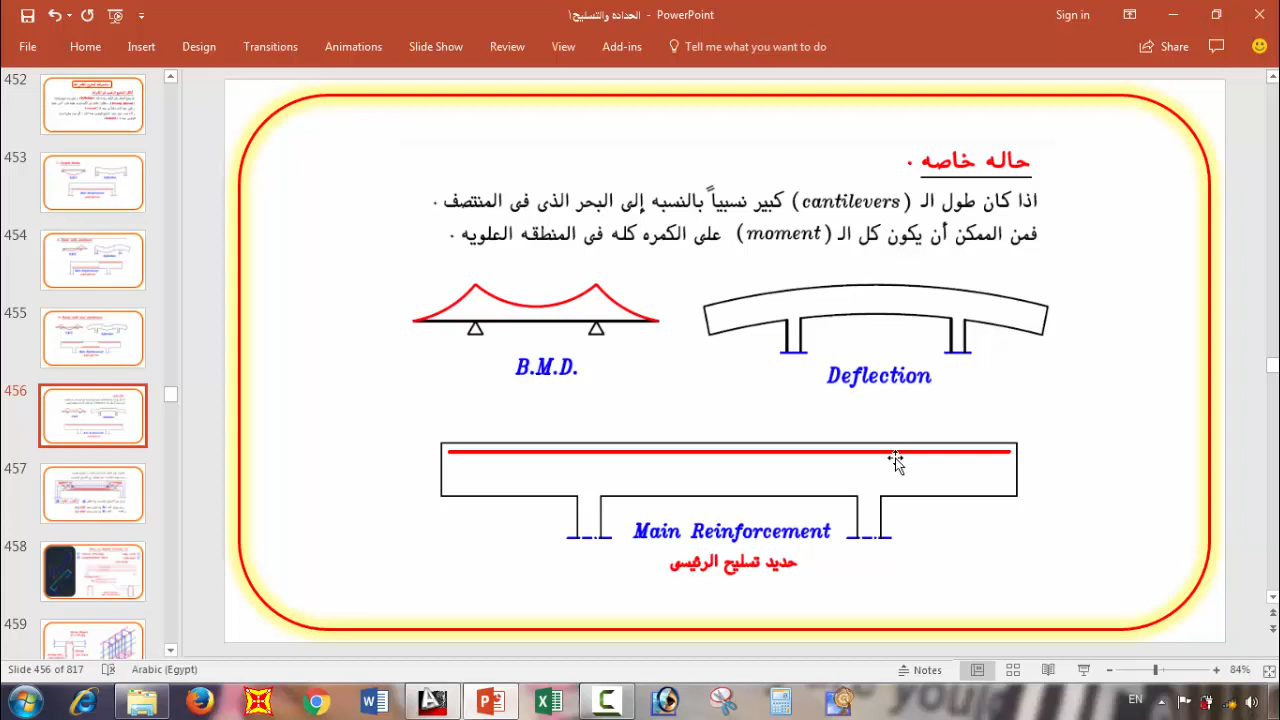 الحداده والتسليح١ - PowerPoint
Sign in
File Home Insert Design Transitions Animations Slide Show Review View Add-ins Tell me what you want to do Share
452
453
454
455
456
457
458
459
حاله خاصه .
اذا كان طول الـ (cantilevers) كبير نسبياً بالنسبه إلى البحر الذى فى المنتصف .
فمن الممكن أن يكون كل الـ (moment) على الكمره كله فى المنطقه العلويه .
B.M.D.
Deflection
Main Reinforcement
حديد تسليح الرئيسى
Slide 456 of 817 Arabic (Egypt) Notes 84%
EN